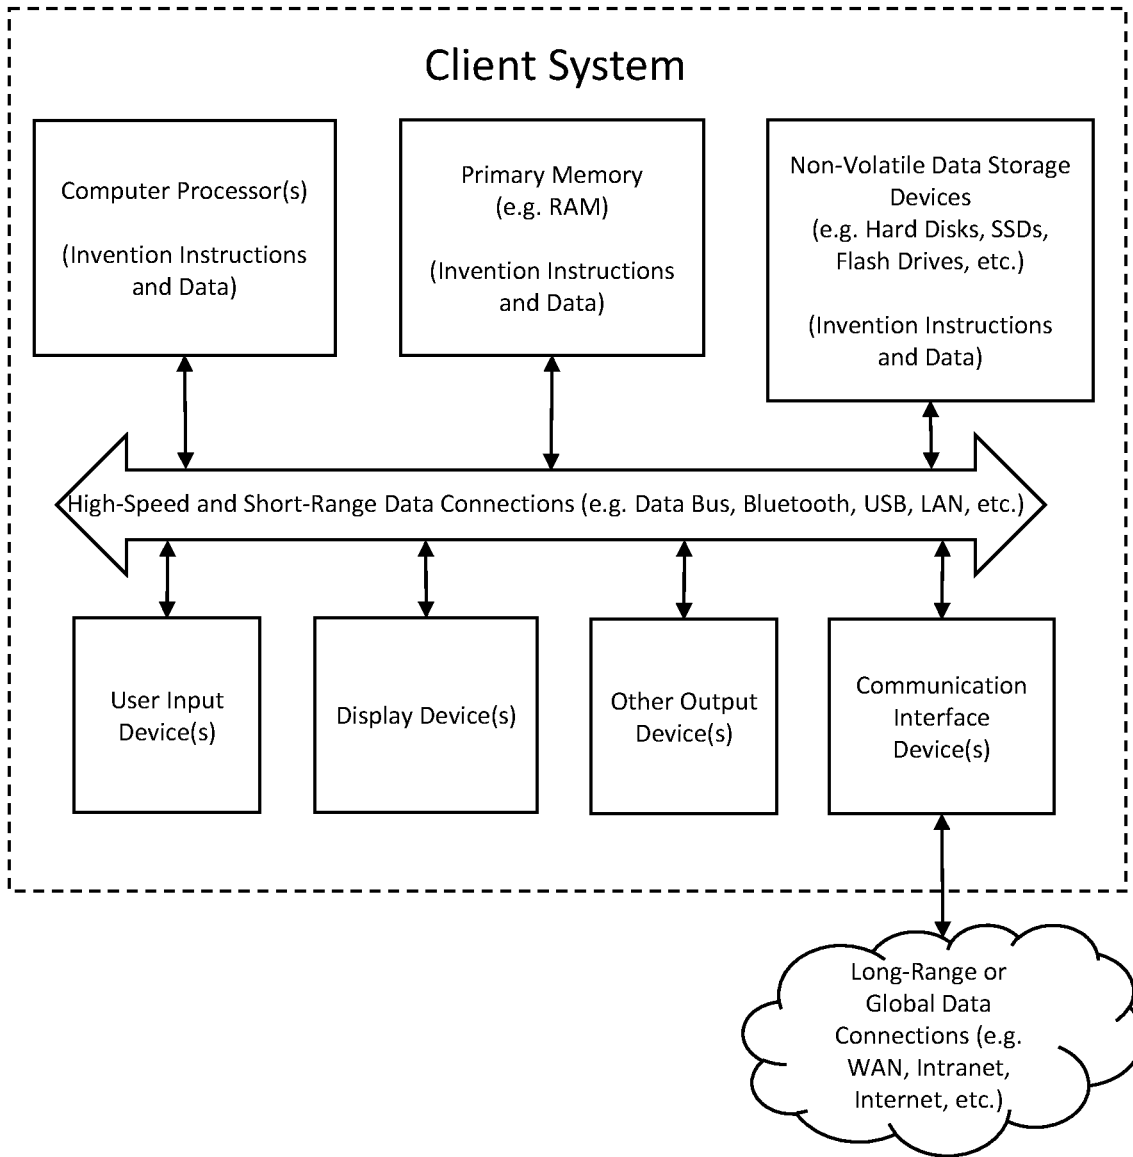 Client System
Computer Processor(s)
(Invention Instructions
and Data)
Primary Memory
(e.g. RAM)
(Invention Instructions
and Data)
Non-Volatile Data Storage
Devices
(e.g. Hard Disks, SSDs,
Flash Drives, etc.)
(Invention Instructions
and Data)
High-Speed and Short-Range Data Connections (e.g. Data Bus, Bluetooth, USB, LAN, etc.)
User Input
Device(s)
Display Device(s)
Other Output
Device(s)
Communication
Interface
Device(s)
Long-Range or
Global Data
Connections (e.g.
WAN, Intranet,
Internet, etc.)